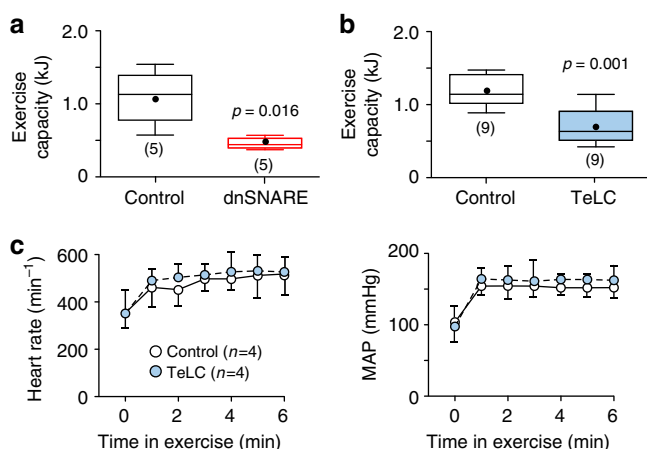 a
Exercise
capacity (kJ)
2.0
1.0
0
p = 0.016
(5)
(5)
Control
dnSNARE
b
Exercise
capacity (kJ)
2.0
1.0
0
p = 0.001
(9)
(9)
Control
TeLC
c
Heart rate (min⁻¹)
600
400
200
0
Control (n=4)
TeLC (n=4)
0 2 4 6
Time in exercise (min)
MAP (mmHg)
200
100
0
0 2 4 6
Time in exercise (min)